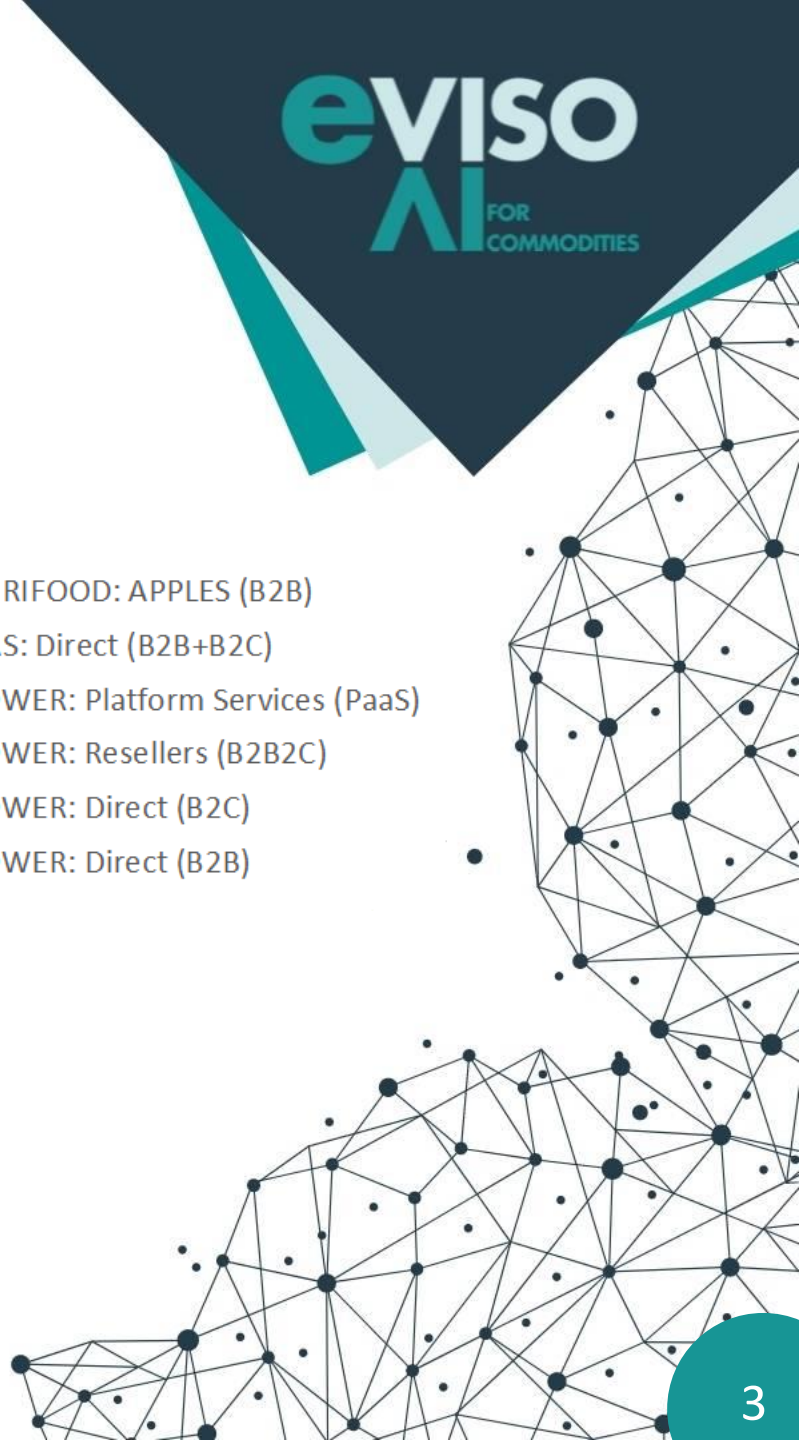 eVISO
AI FOR
COMMODITIES
RIFOOD: APPLES (B2B)
S: Direct (B2B+B2C)
WER: Platform Services (PaaS)
WER: Resellers (B2B2C)
WER: Direct (B2C)
WER: Direct (B2B)
3